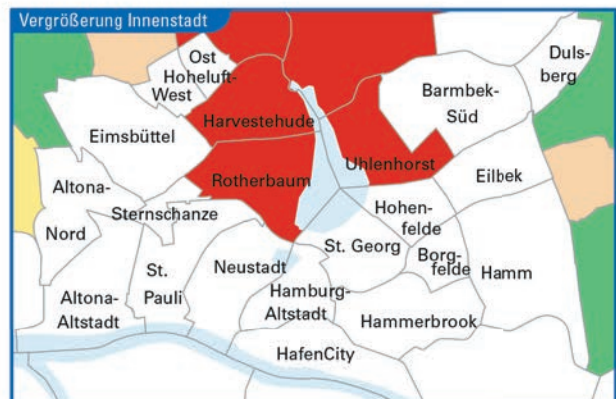 Vergrößerung Innenstadt
Ost
Hoheluft-
West
Duls-
berg
Barmbek-
Süd
Harvestehude
Eimsbüttel
Uhlenhorst
Eilbek
Rotherbaum
Altona-
Nord
Sternschanze
Hohen-
felde
St. Georg
Borg-
felde
Hamm
Neustadt
St.
Pauli
Altona-
Altstadt
Hamburg-
Altstadt
Hammerbrook
HafenCity